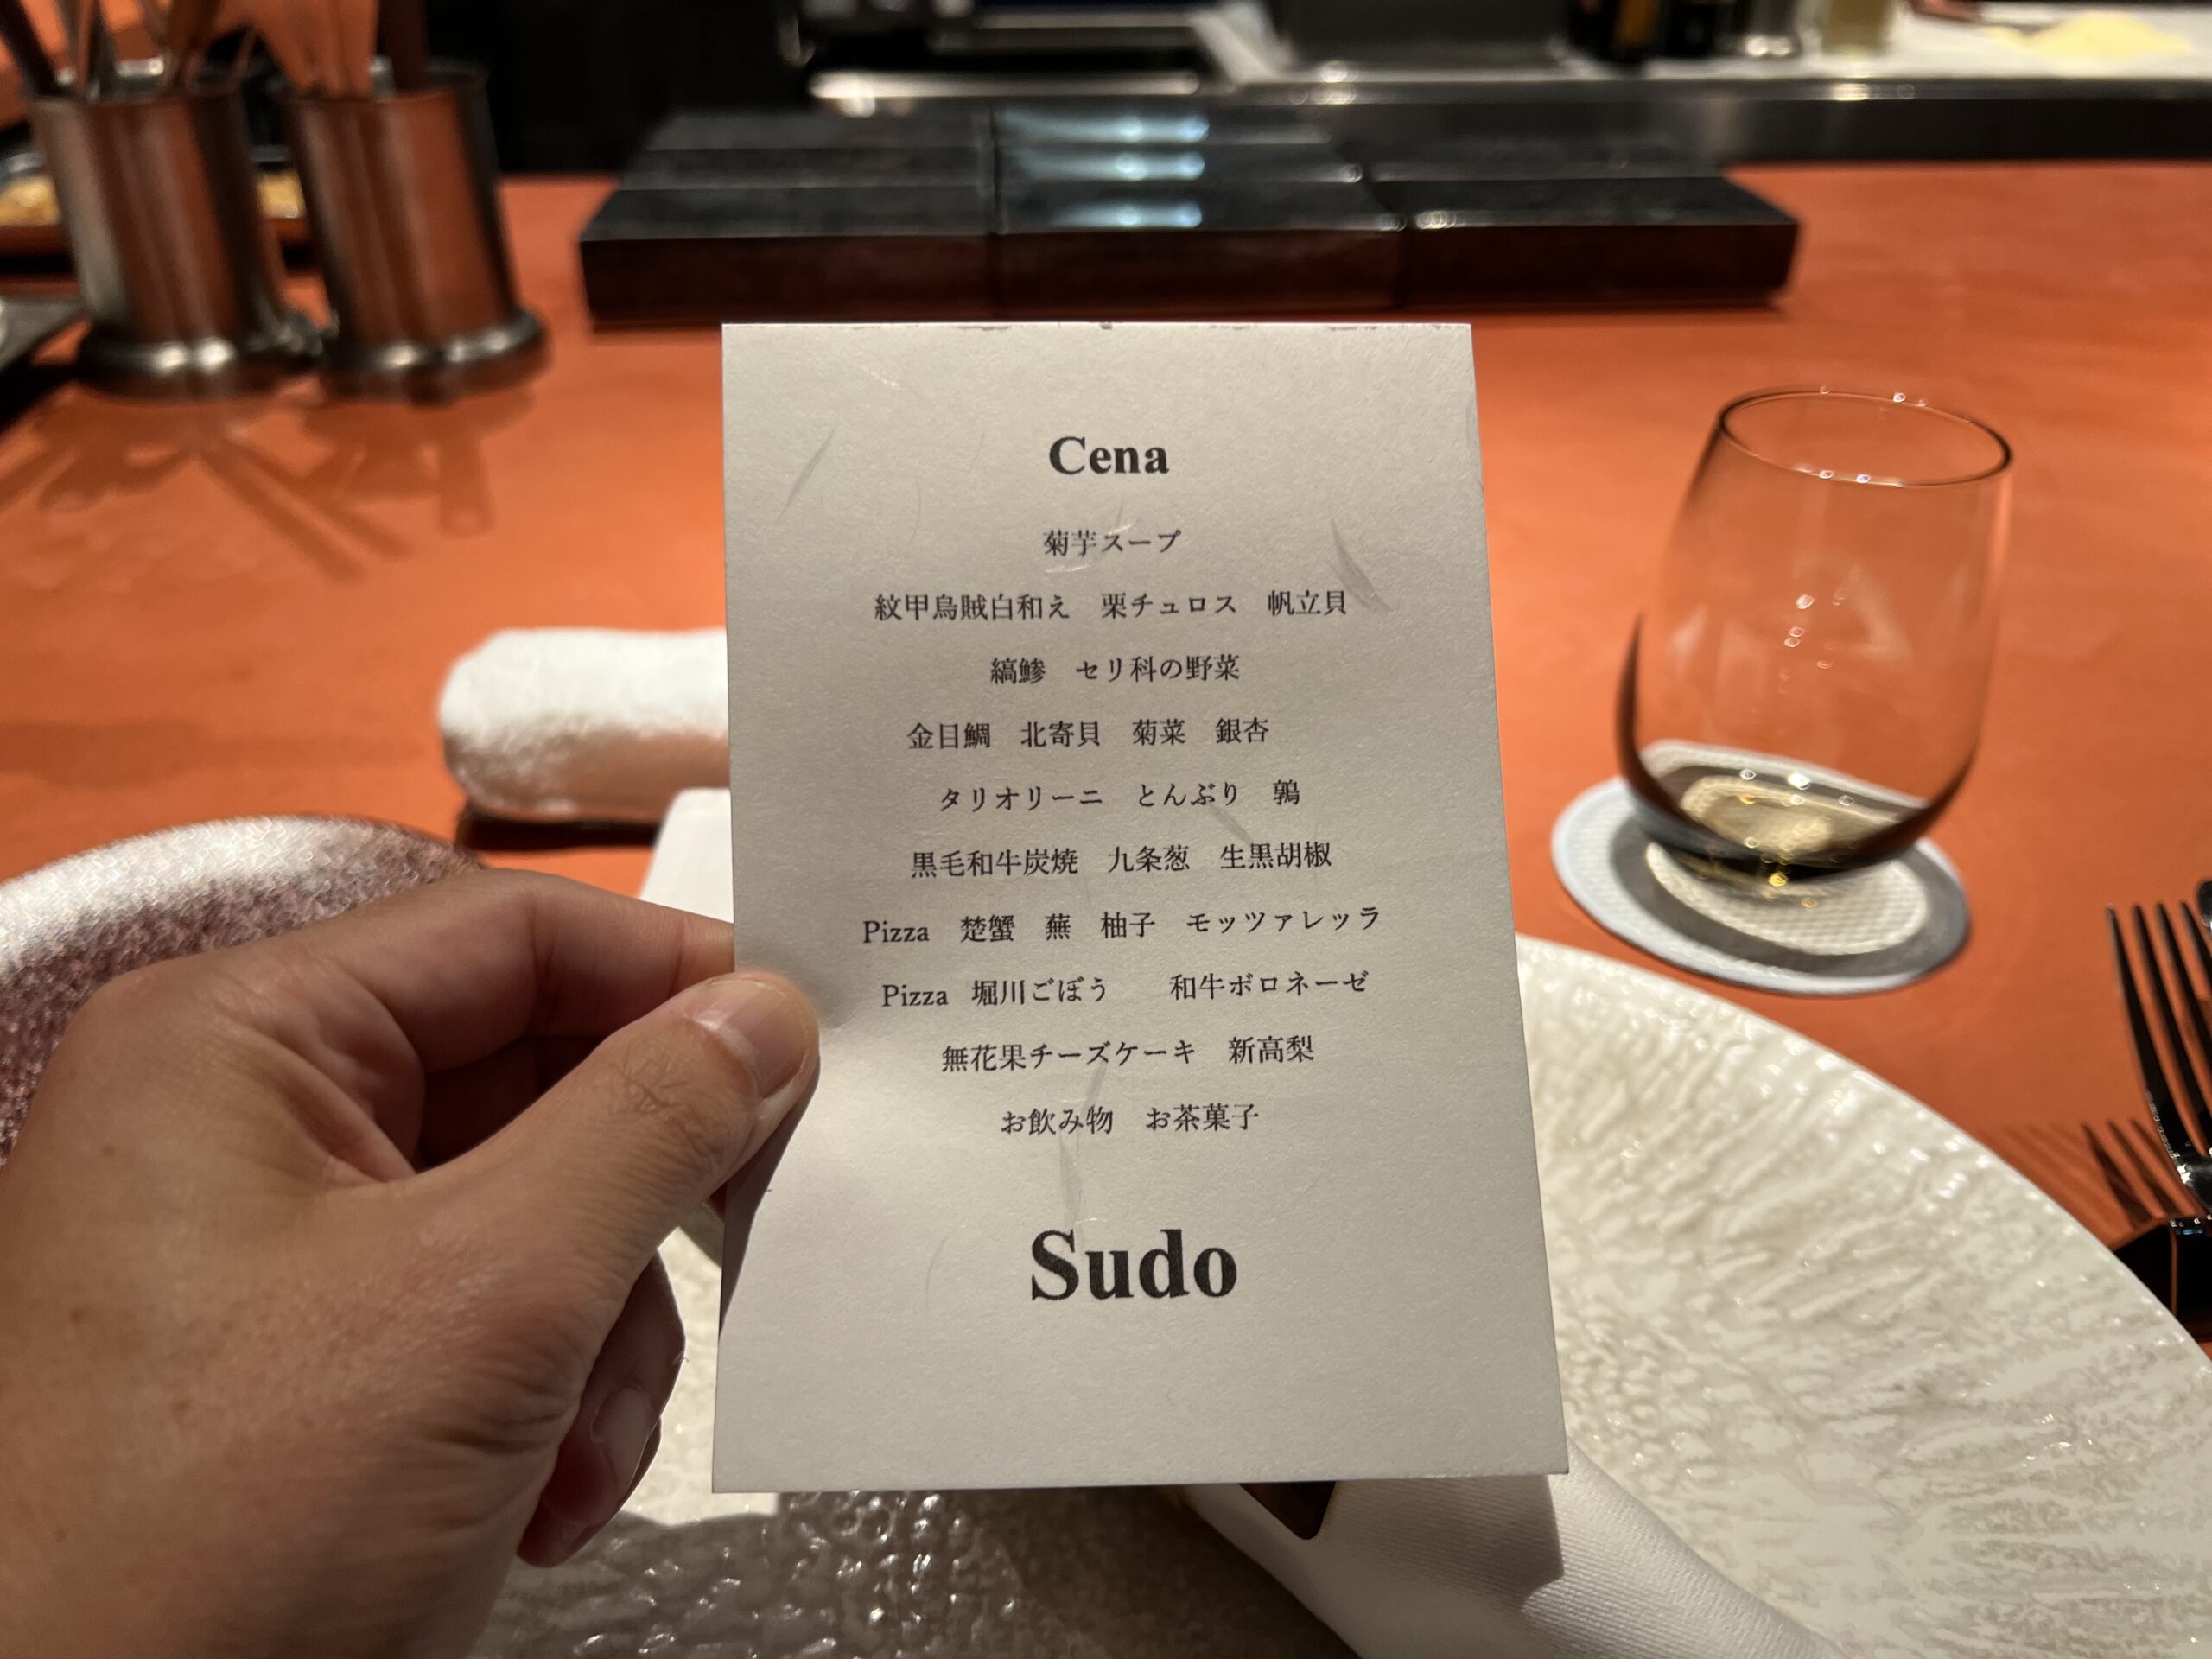 Cena
菊芋スープ
紋甲烏賊白和え　栗チュロス　帆立貝
縞鯵　セリ科の野菜
金目鯛　北寄貝　菊菜　銀杏
タリオリーニ　とんぶり　鶉
黒毛和牛炭焼　九条葱　生黒胡椒
Pizza　楚蟹　蕪　柚子　モッツァレッラ
Pizza　堀川ごぼう　　和牛ボロネーゼ
無花果チーズケーキ　新高梨
お飲み物　お茶菓子
Sudo